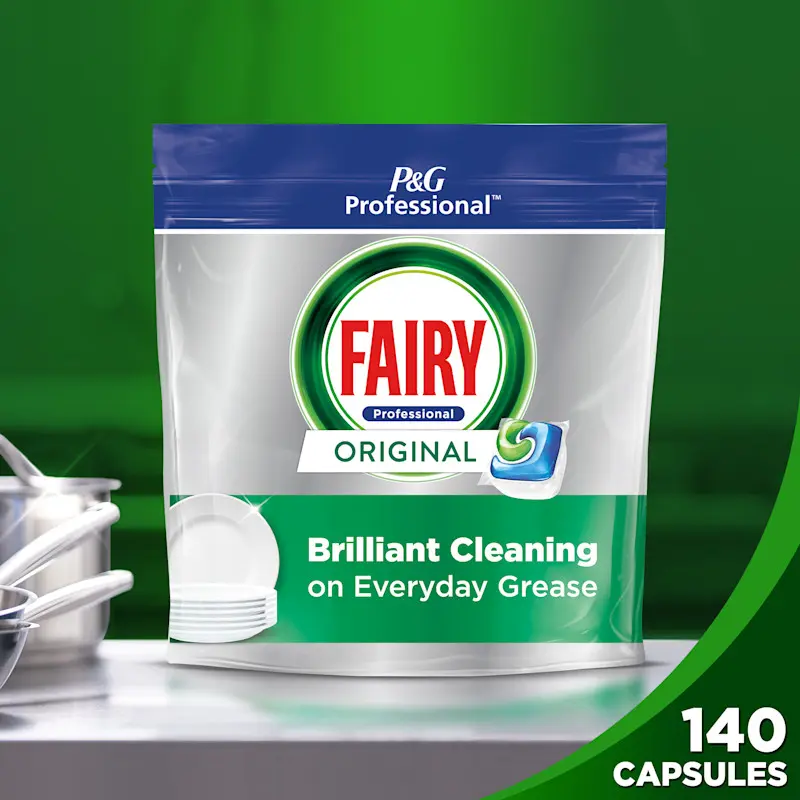 P&G
Professional™
FAIRY
Professional
ORIGINAL
Brilliant Cleaning
on Everyday Grease
140
CAPSULES